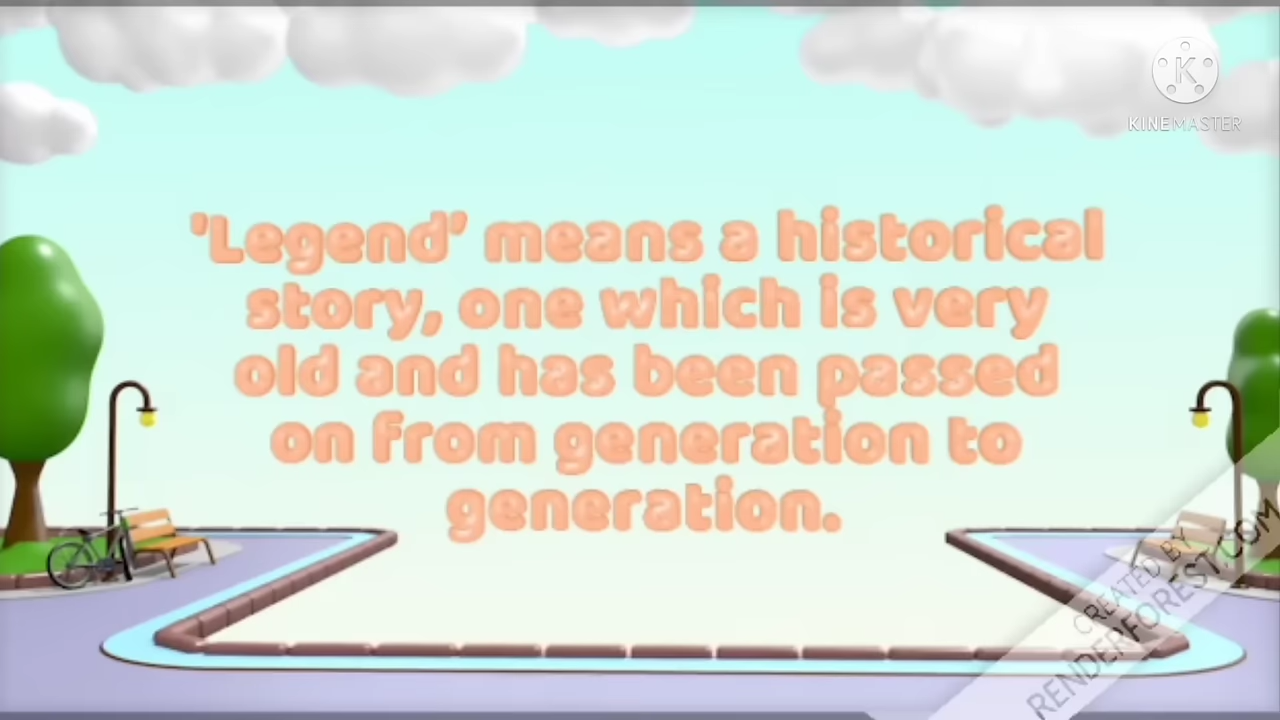 K
KINEMASTER
'Legend' means a historical
story, one which is very
old and has been passed
on from generation to
generation.
CREATED BY
RENDERFOREST.COM